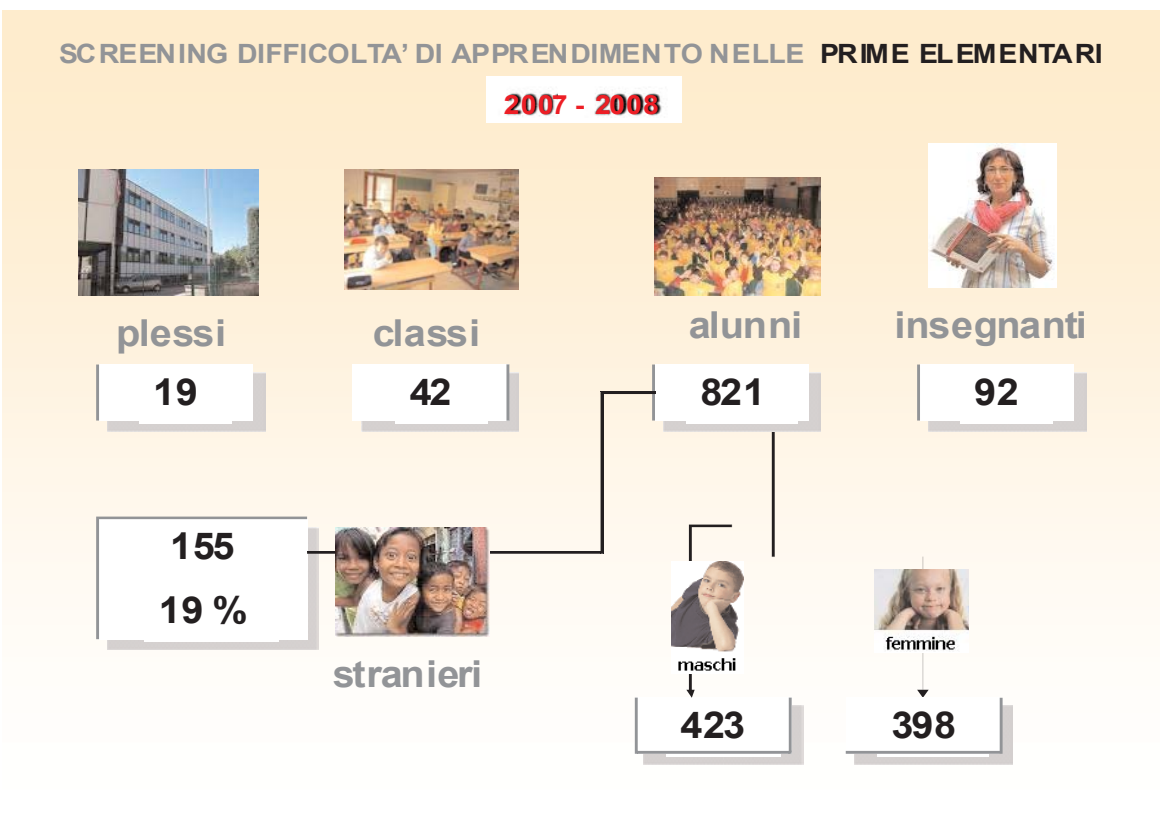 SCREENING DIFFICOLTA' DI APPRENDIMENTO NELLE PRIME ELEMENTARI
2007 - 2008
plessi
classi
alunni
insegnanti
19
42
821
92
155
19 %
stranieri
maschi
femmine
423
398